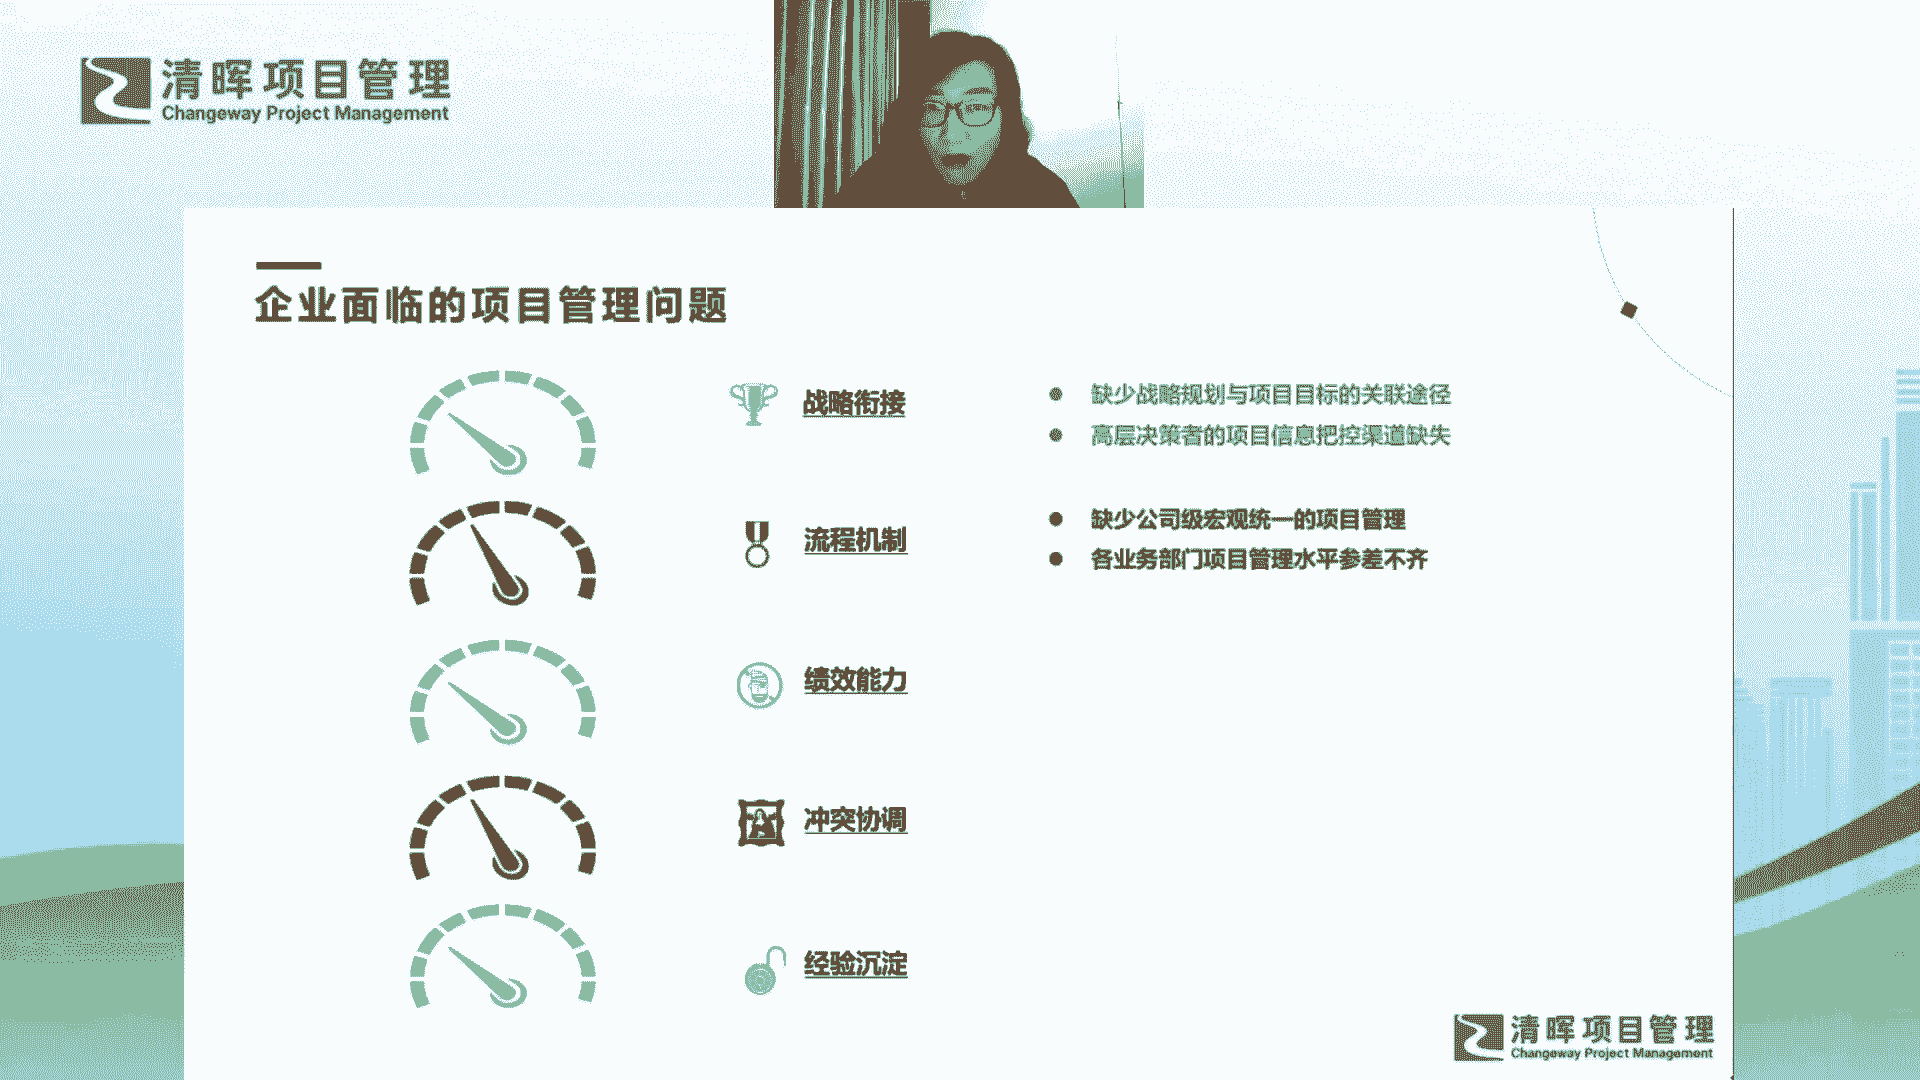 清晖项目管理
Changeway Project Management
企业面临的项目管理问题
战略衔接
缺少战略规划与项目目标的关联途径
高层决策者的项目信息把控渠道缺失
流程机制
缺少公司级宏观统一的项目管理
各业务部门项目管理水平参差不齐
绩效能力
冲突协调
经验沉淀
清晖项目管理
Changeway Project Management